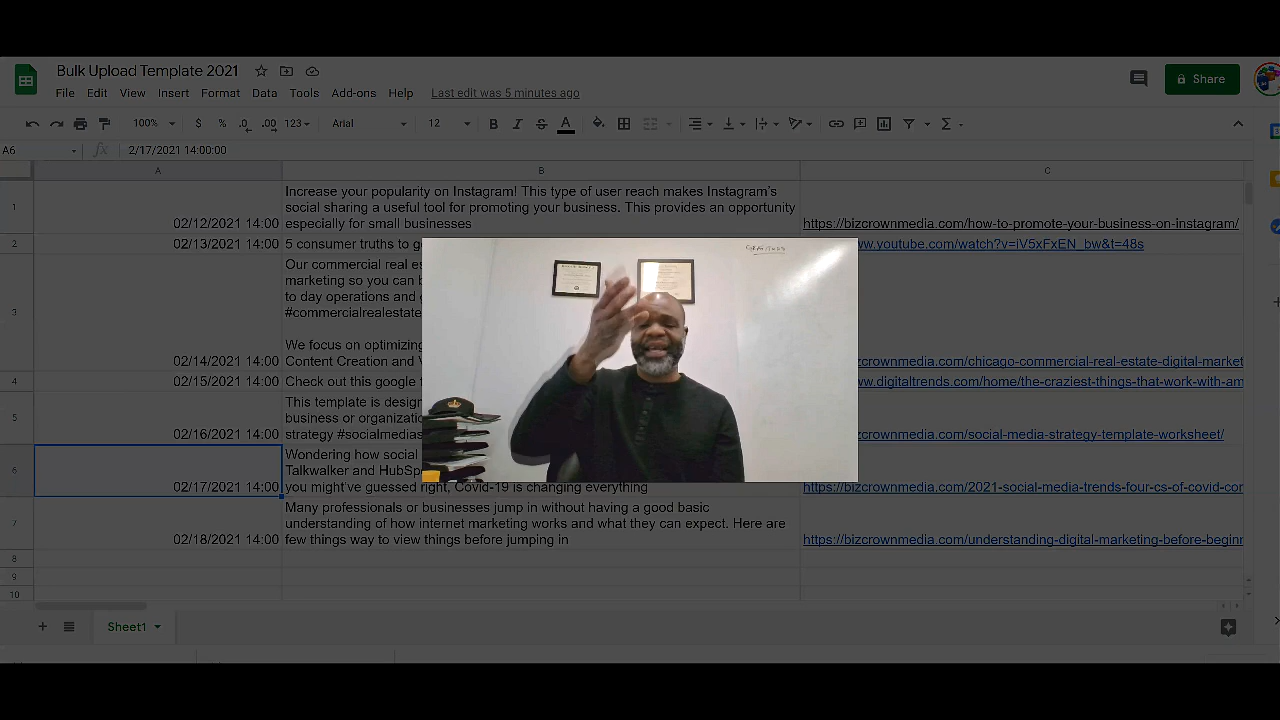 Bulk Upload Template 2021
Share
File Edit View Insert Format Data Tools Add-ons Help Last edit was 5 minutes ago
100% $ % .0 .00 123 Arial 12 B I S A Σ
A6 fx 2/17/2021 14:00:00
A B C
Increase your popularity on Instagram! This type of user reach makes Instagram's
social sharing a useful tool for promoting your business. This provides an opportunity
1 02/12/2021 14:00 especially for small businesses https://bizcrownmedia.com/how-to-promote-your-business-on-instagram/
2 02/13/2021 14:00 5 consumer truths to g ww.youtube.com/watch?v=iV5xFxEN_bw&t=48s
Our commercial real es
marketing so you can b
to day operations and
#commercialrealestate
3
We focus on optimizing
02/14/2021 14:00 Content Creation and crownmedia.com/chicago-commercial-real-estate-digital-market
4 02/15/2021 14:00 Check out this google w.digitaltrends.com/home/the-craziest-things-that-work-with-am
This template is design
5 business or organizatio
02/16/2021 14:00 strategy #socialmedias crownmedia.com/social-media-strategy-template-worksheet/
Wondering how social
6 Talkwalker and HubSp
02/17/2021 14:00 you might've guessed right, Covid-19 is changing everything https://bizcrownmedia.com/2021-social-media-trends-four-cs-of-covid-cor
Many professionals or businesses jump in without having a good basic
7 understanding of how internet marketing works and what they can expect. Here are
02/18/2021 14:00 few things way to view things before jumping in https://bizcrownmedia.com/understanding-digital-marketing-before-beginn
8
9
10
Sheet1